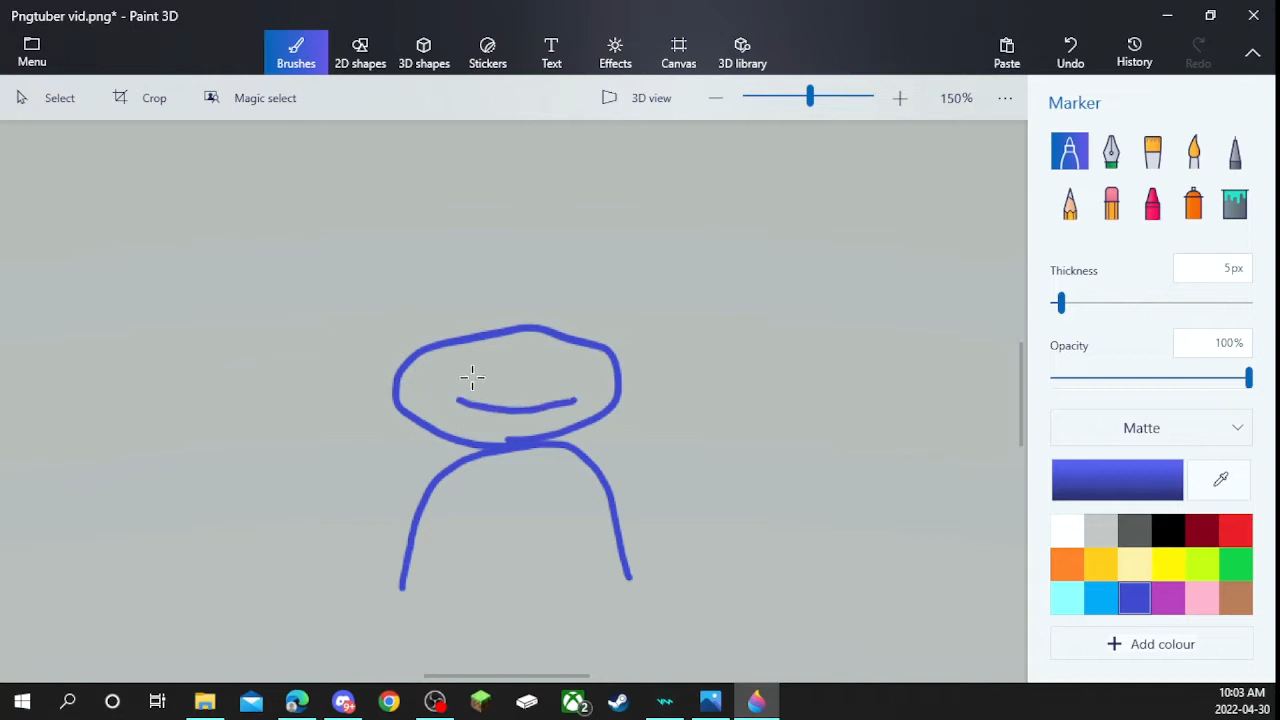 Pngtuber vid.png* - Paint 3D
Menu
Brushes
2D shapes
3D shapes
Stickers
Text
Effects
Canvas
3D library
Paste
Undo
History
Redo
Select
Crop
Magic select
3D view
150%
Marker
Thickness
5px
Opacity
100%
Matte
Add colour
9+
2
10:03 AM
2022-04-30